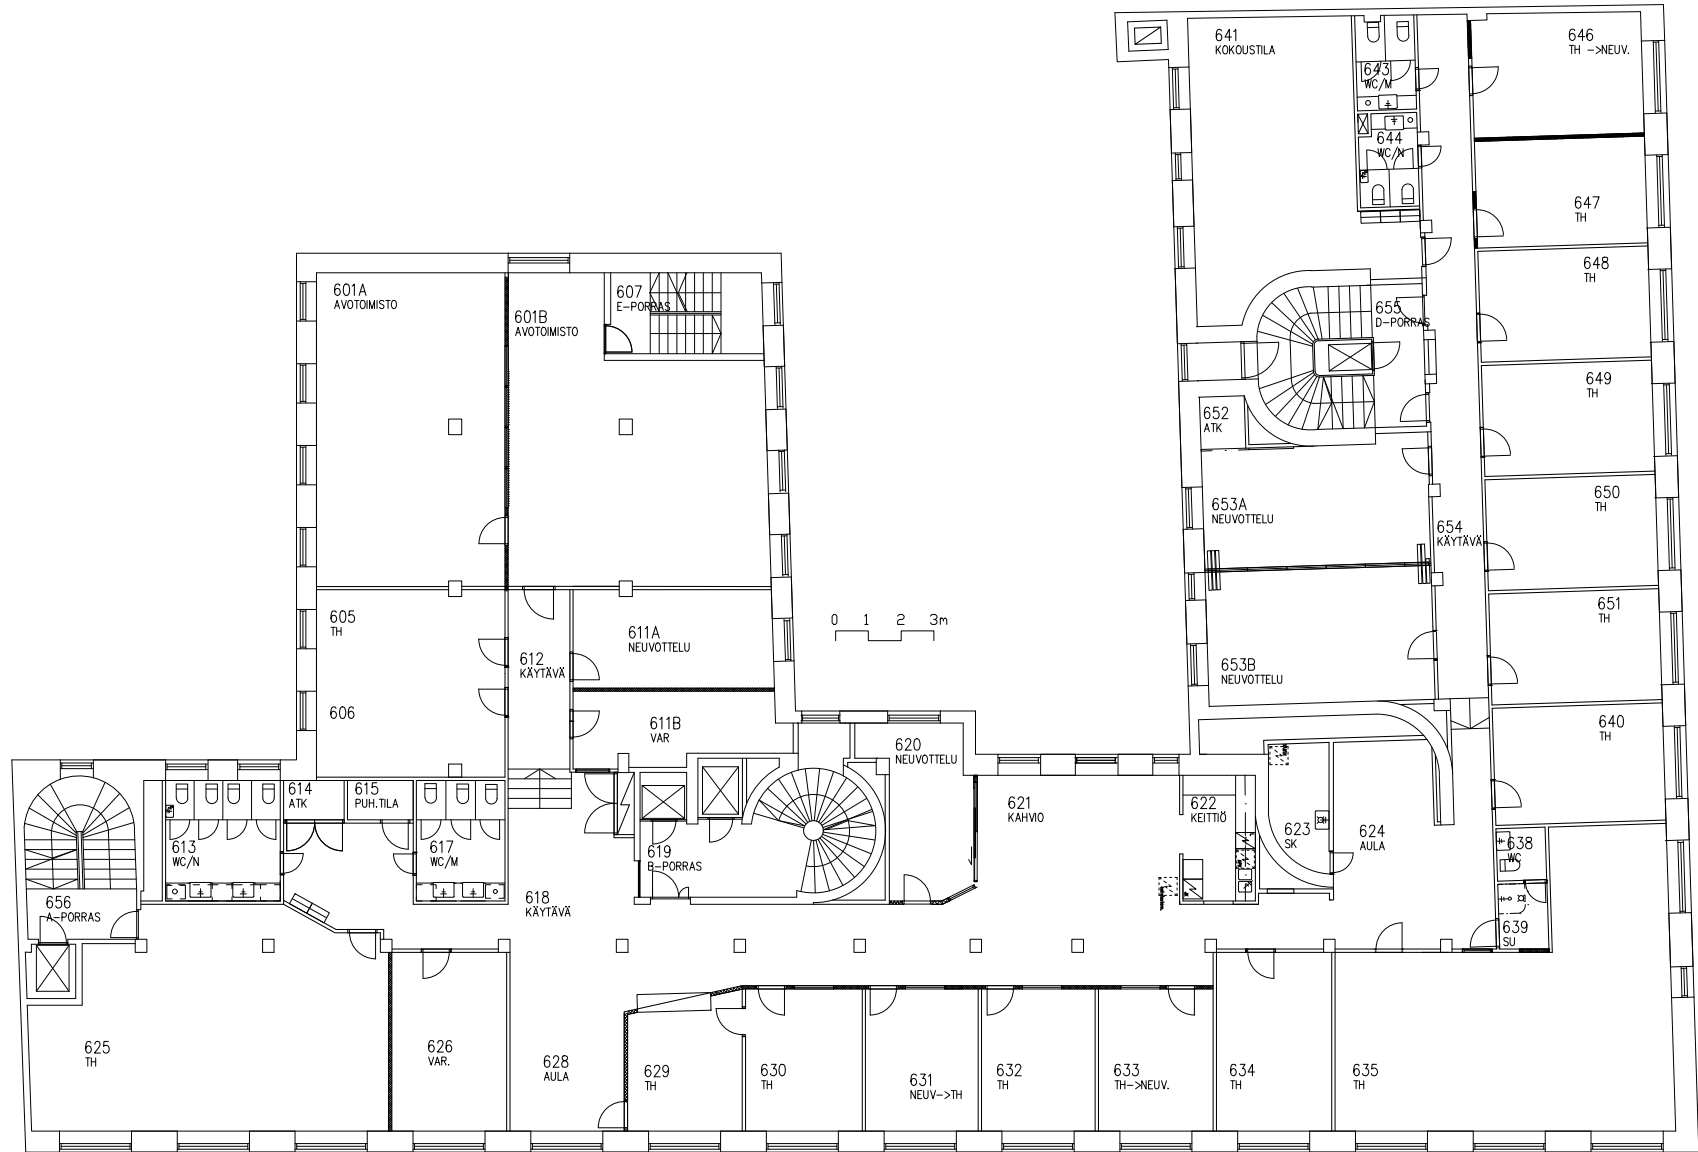 641
KOKOUSTILA
643
WC/M
644
WC/N
646
TH ->NEUV.
647
TH
648
TH
649
TH
650
TH
651
TH
640
TH
655
D-PORRAS
652
ATK
653A
NEUVOTTELU
654
KÄYTÄVÄ
653B
NEUVOTTELU
601A
AVOTOIMISTO
601B
AVOTOIMISTO
607
E-PORRAS
605
TH
606
612
KÄYTÄVÄ
611A
NEUVOTTELU
611B
VAR
0 1 2 3m
620
NEUVOTTELU
621
KAHVIO
622
KEITTIÖ
623
SK
624
AULA
638
WC
639
SU
614
ATK
615
PUH.TILA
613
WC/N
617
WC/M
618
KÄYTÄVÄ
619
B-PORRAS
656
A-PORRAS
625
TH
626
VAR.
628
AULA
629
TH
630
TH
631
NEUV->TH
632
TH
633
TH->NEUV.
634
TH
635
TH